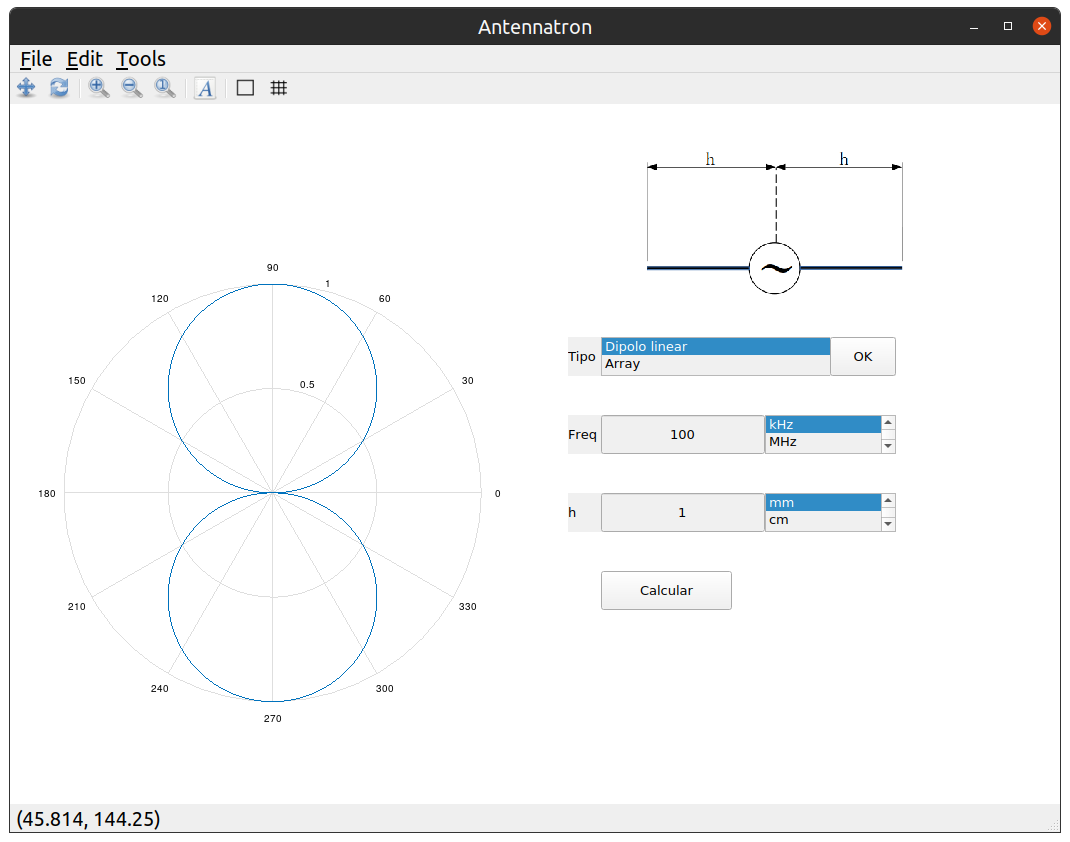 Antennatron
File Edit Tools
A
h h
90
120 1 60
150 0.5 30
180 0
210 330
240 300
270
~
Tipo Dipolo linear OK
Array
Freq 100 kHz
MHz
h 1 mm
cm
Calcular
(45.814, 144.25)